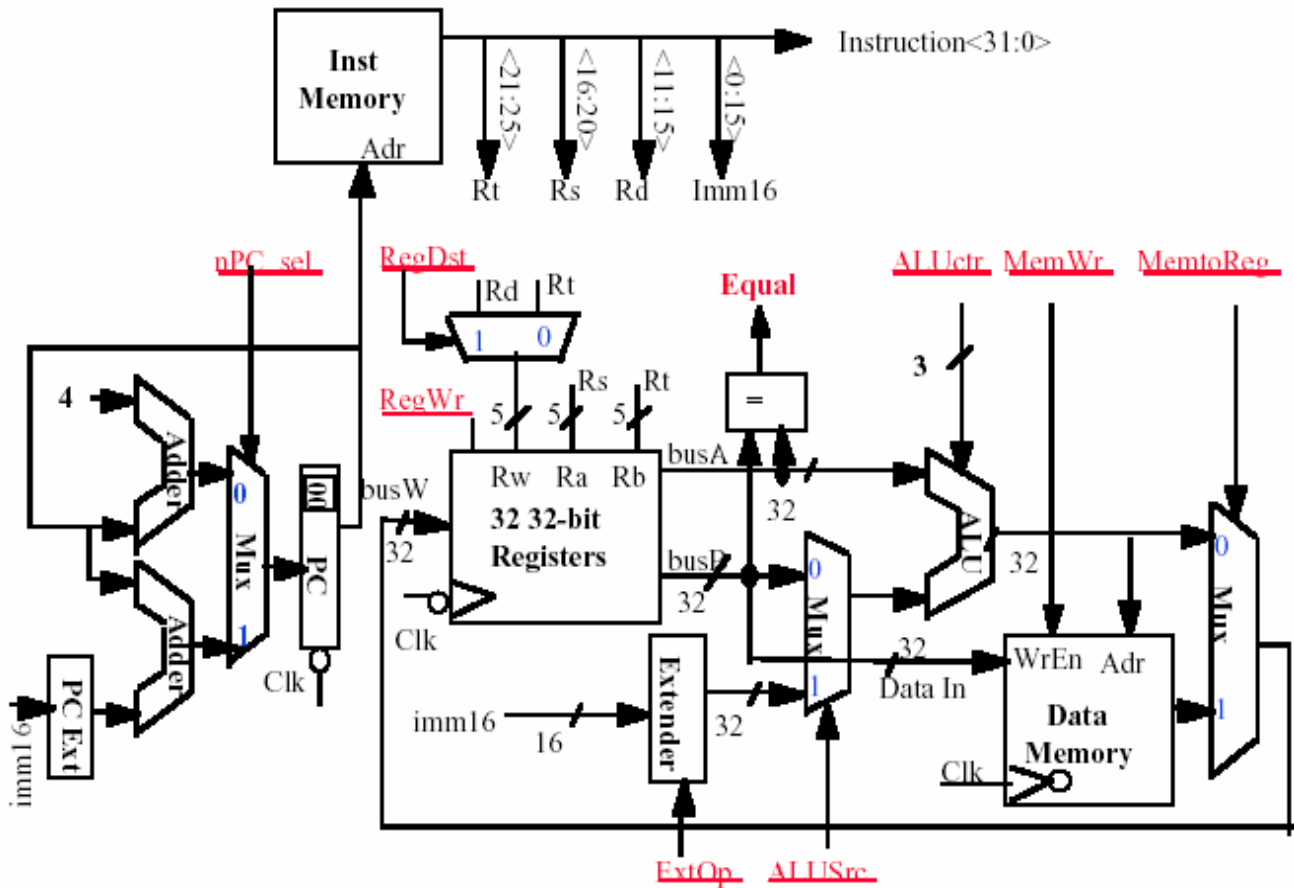 Inst
Memory
Adr
Instruction<31:0>
<21:25>
<16:20>
<11:15>
<0:15>
Rt
Rs
Rd
Imm16
nPC_sel
RegDst
Rd
Rt
1
0
Equal
ALUctr
MemWr
MemtoReg
4
Adder
Adder
Mux
0
1
00
PC
Clk
PC Ext
imm16
RegWr
5
5
5
Rs
Rt
busW
32
Rw
Ra
Rb
32 32-bit
Registers
Clk
busA
32
busB
32
=
3
ALU
32
0
Mux
1
imm16
16
Extender
32
32
Data In
WrEn
Adr
Data
Memory
Clk
0
Mux
1
ExtOp
ALUSrc